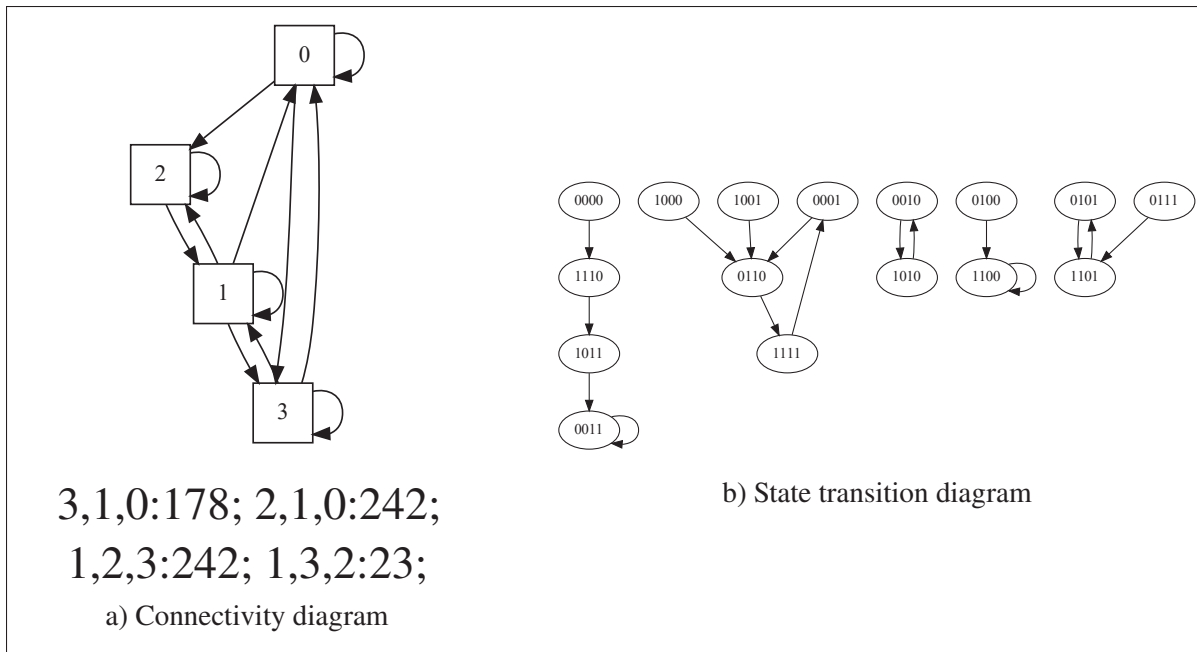 0
2
1
3
3,1,0:178; 2,1,0:242;
1,2,3:242; 1,3,2:23;
a) Connectivity diagram
0000 1000 1001 0001 0010 0100 0101 0111
1110 0110 1010 1100 1101
1011 1111
0011
b) State transition diagram